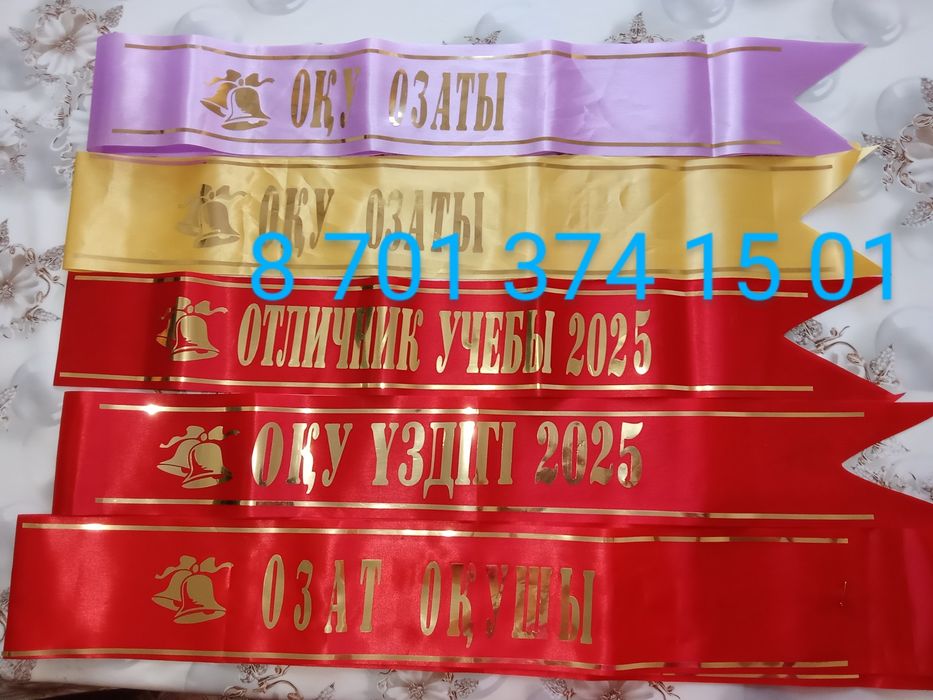 ОҚУ ОЗАТЫ
ОҚУ ОЗАТЫ
8 701 374 15 01
ОТЛИЧНИК УЧЕБЫ 2025
ОҚУ ҮЗДІГІ 2025
ОЗАТ ОҚУШЫ